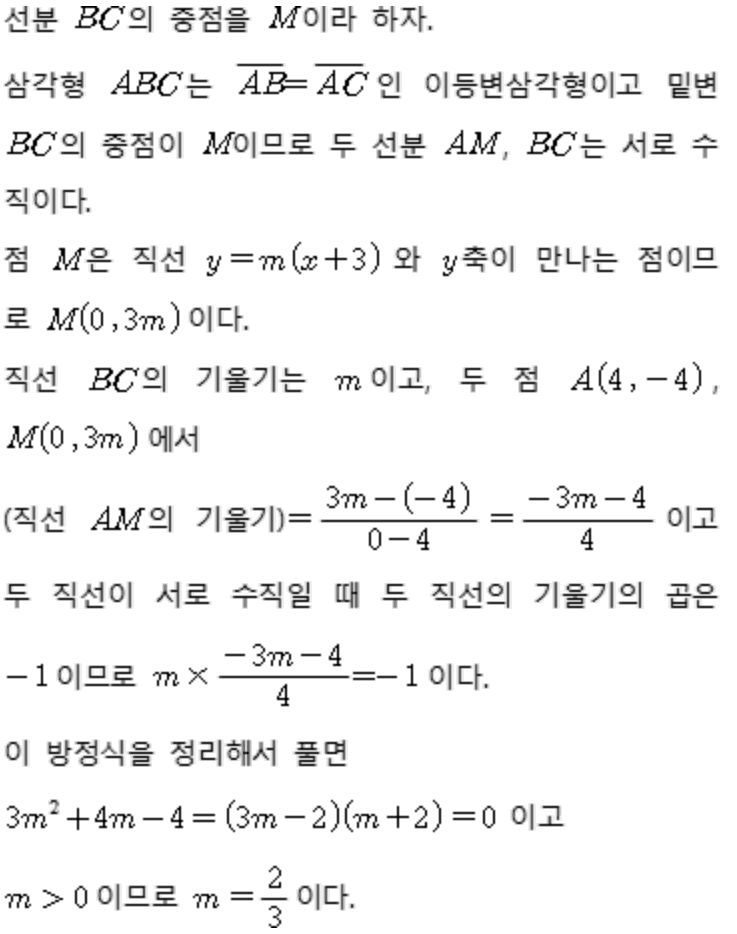 선분 BC의 중점을 M이라 하자.
삼각형 ABC는 \overline{AB}=\overline{AC}인 이등변삼각형이고 밑변
BC의 중점이 M이므로 두 선분 AM, BC는 서로 수
직이다.
점 M은 직선 y=m(x+3)와 y축이 만나는 점이므
로 M(0,3m)이다.
직선 BC의 기울기는 m이고, 두 점 A(4,-4),
M(0,3m)에서
(직선 AM의 기울기)=\frac{3m-(-4)}{0-4}=\frac{-3m-4}{4} 이고
두 직선이 서로 수직일 때 두 직선의 기울기의 곱은
-1이므로 m×\frac{-3m-4}{4}=-1이다.
이 방정식을 정리해서 풀면
3m²+4m-4=(3m-2)(m+2)=0 이고
m>0이므로 m=\frac{2}{3}이다.